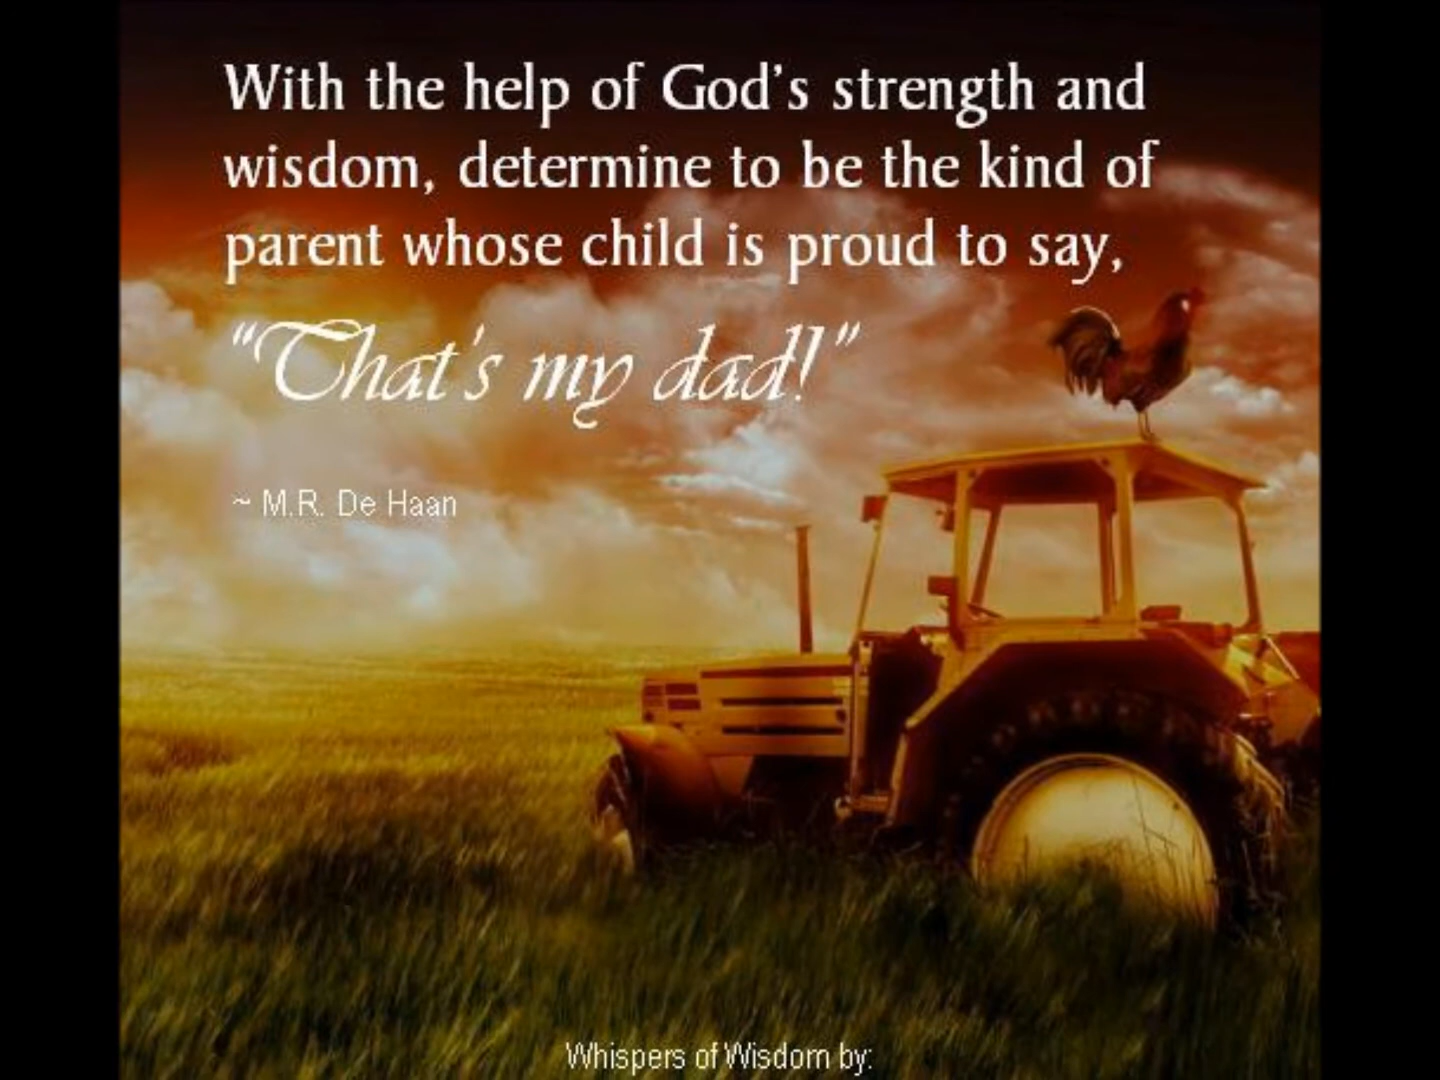 With the help of God's strength and
wisdom, determine to be the kind of
parent whose child is proud to say,
"That's my dad!"
~ M.R. De Haan
Whispers of Wisdom by: